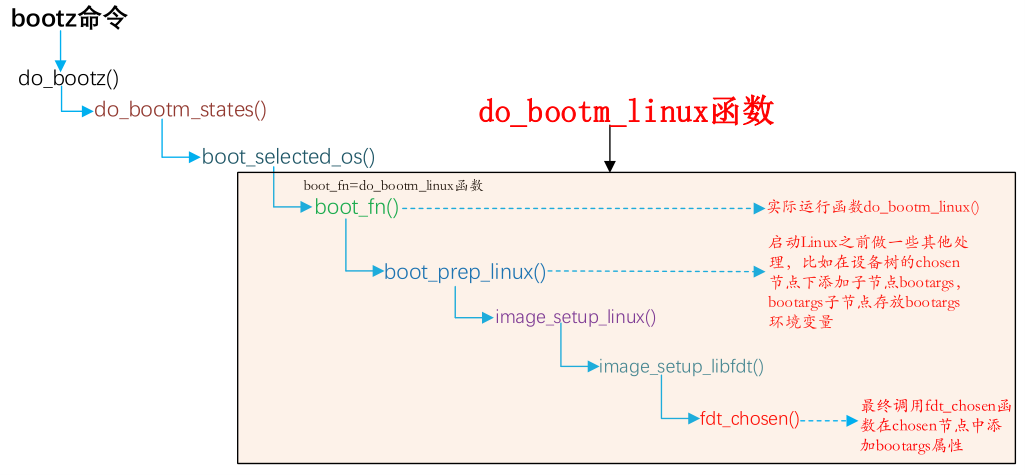 bootz命令
do_bootz()
do_bootm_states()
do_bootm_linux函数
boot_selected_os()
boot_fn=do_bootm_linux函数
boot_fn()
实际运行函数do_bootm_linux()
启动Linux之前做一些其他处
理，比如在设备树的chosen
节点下添加子节点bootargs，
bootargs子节点存放bootargs
环境变量
boot_prep_linux()
image_setup_linux()
image_setup_libfdt()
fdt_chosen()
最终调用fdt_chosen函
数在chosen节点中添
加bootargs属性